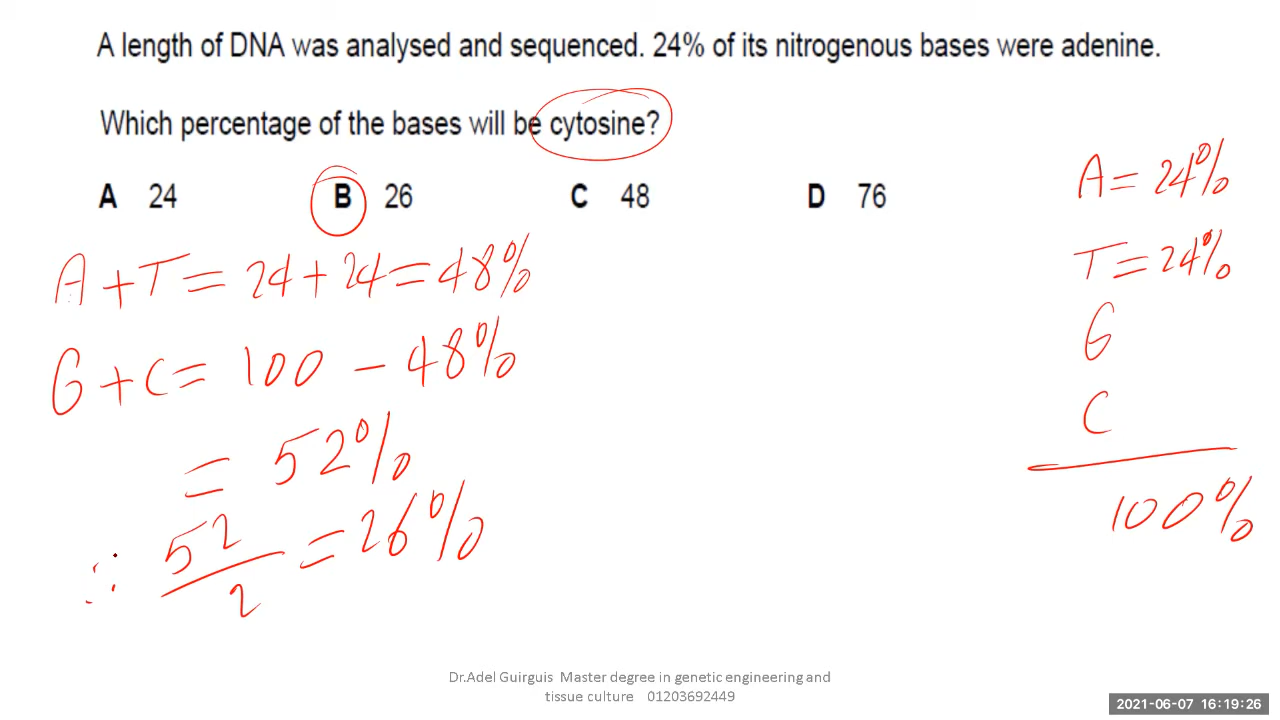 A length of DNA was analysed and sequenced. 24% of its nitrogenous bases were adenine.
Which percentage of the bases will be cytosine?
A 24 B 26 C 48 D 76
A = 24%
T = 24%
G
C
100%
A + T = 24 + 24 = 48%
G + C = 100 - 48%
= 52%
∴ 52/2 = 26%
Dr.Adel Guirguis Master degree in genetic engineering and
tissue culture 01203692449
2021-06-07 16:19:26